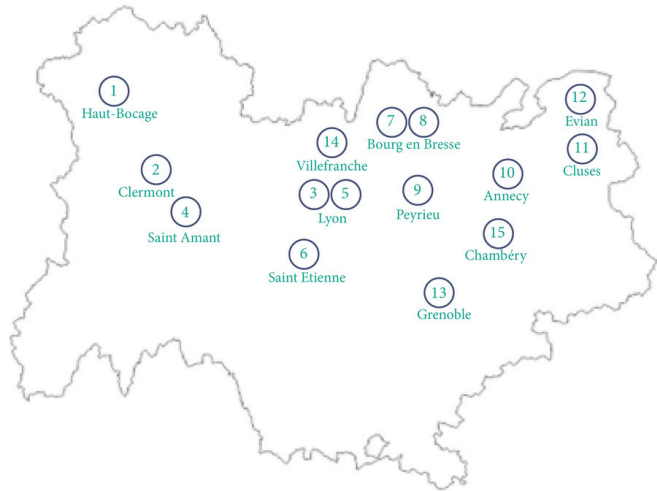 1
Haut-Bocage
12
Evian
7 8
Bourg en Bresse
14
Villefranche
11
Cluses
2
Clermont
10
Annecy
3 5
Lyon
9
Peyrieu
4
Saint Amant
15
Chambéry
6
Saint Etienne
13
Grenoble